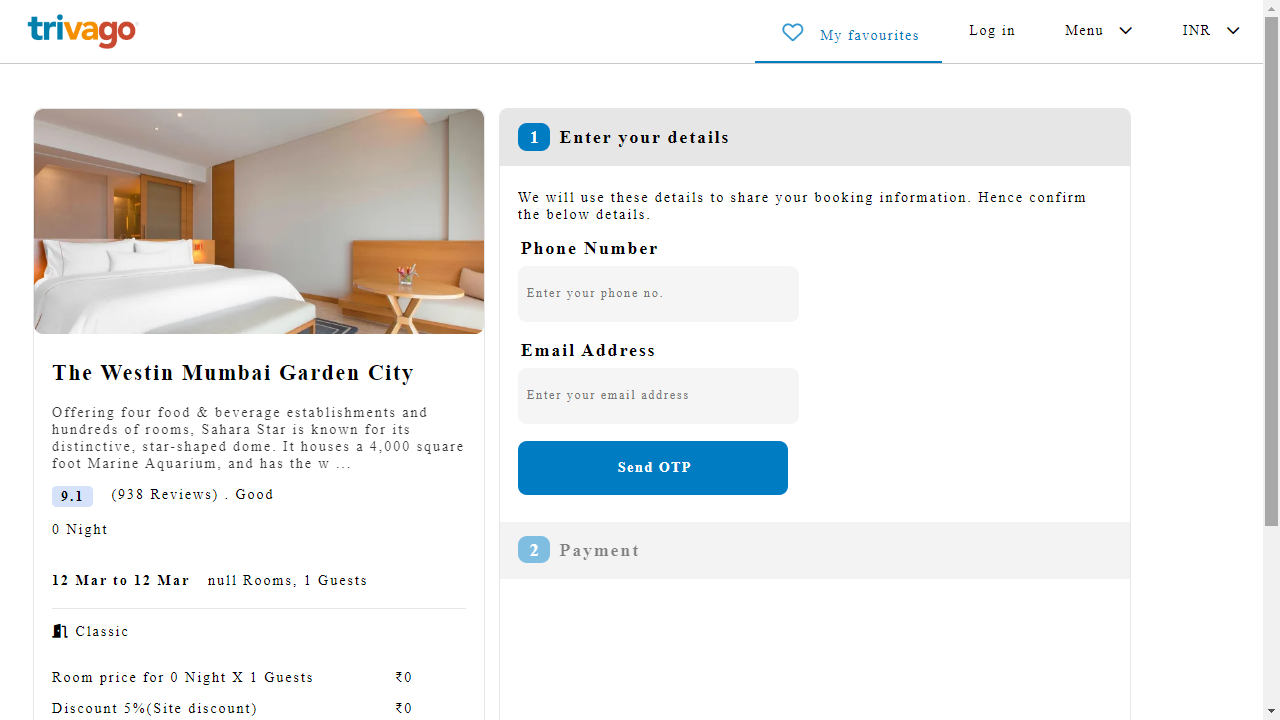 trivago
My favourites
Log in
Menu
INR
The Westin Mumbai Garden City
Offering four food & beverage establishments and
hundreds of rooms, Sahara Star is known for its
distinctive, star-shaped dome. It houses a 4,000 square
foot Marine Aquarium, and has the w ...
9.1 (938 Reviews) . Good
0 Night
12 Mar to 12 Mar null Rooms, 1 Guests
Classic
Room price for 0 Night X 1 Guests ₹0
Discount 5%(Site discount) ₹0
1 Enter your details
We will use these details to share your booking information. Hence confirm
the below details.
Phone Number
Enter your phone no.
Email Address
Enter your email address
Send OTP
2 Payment